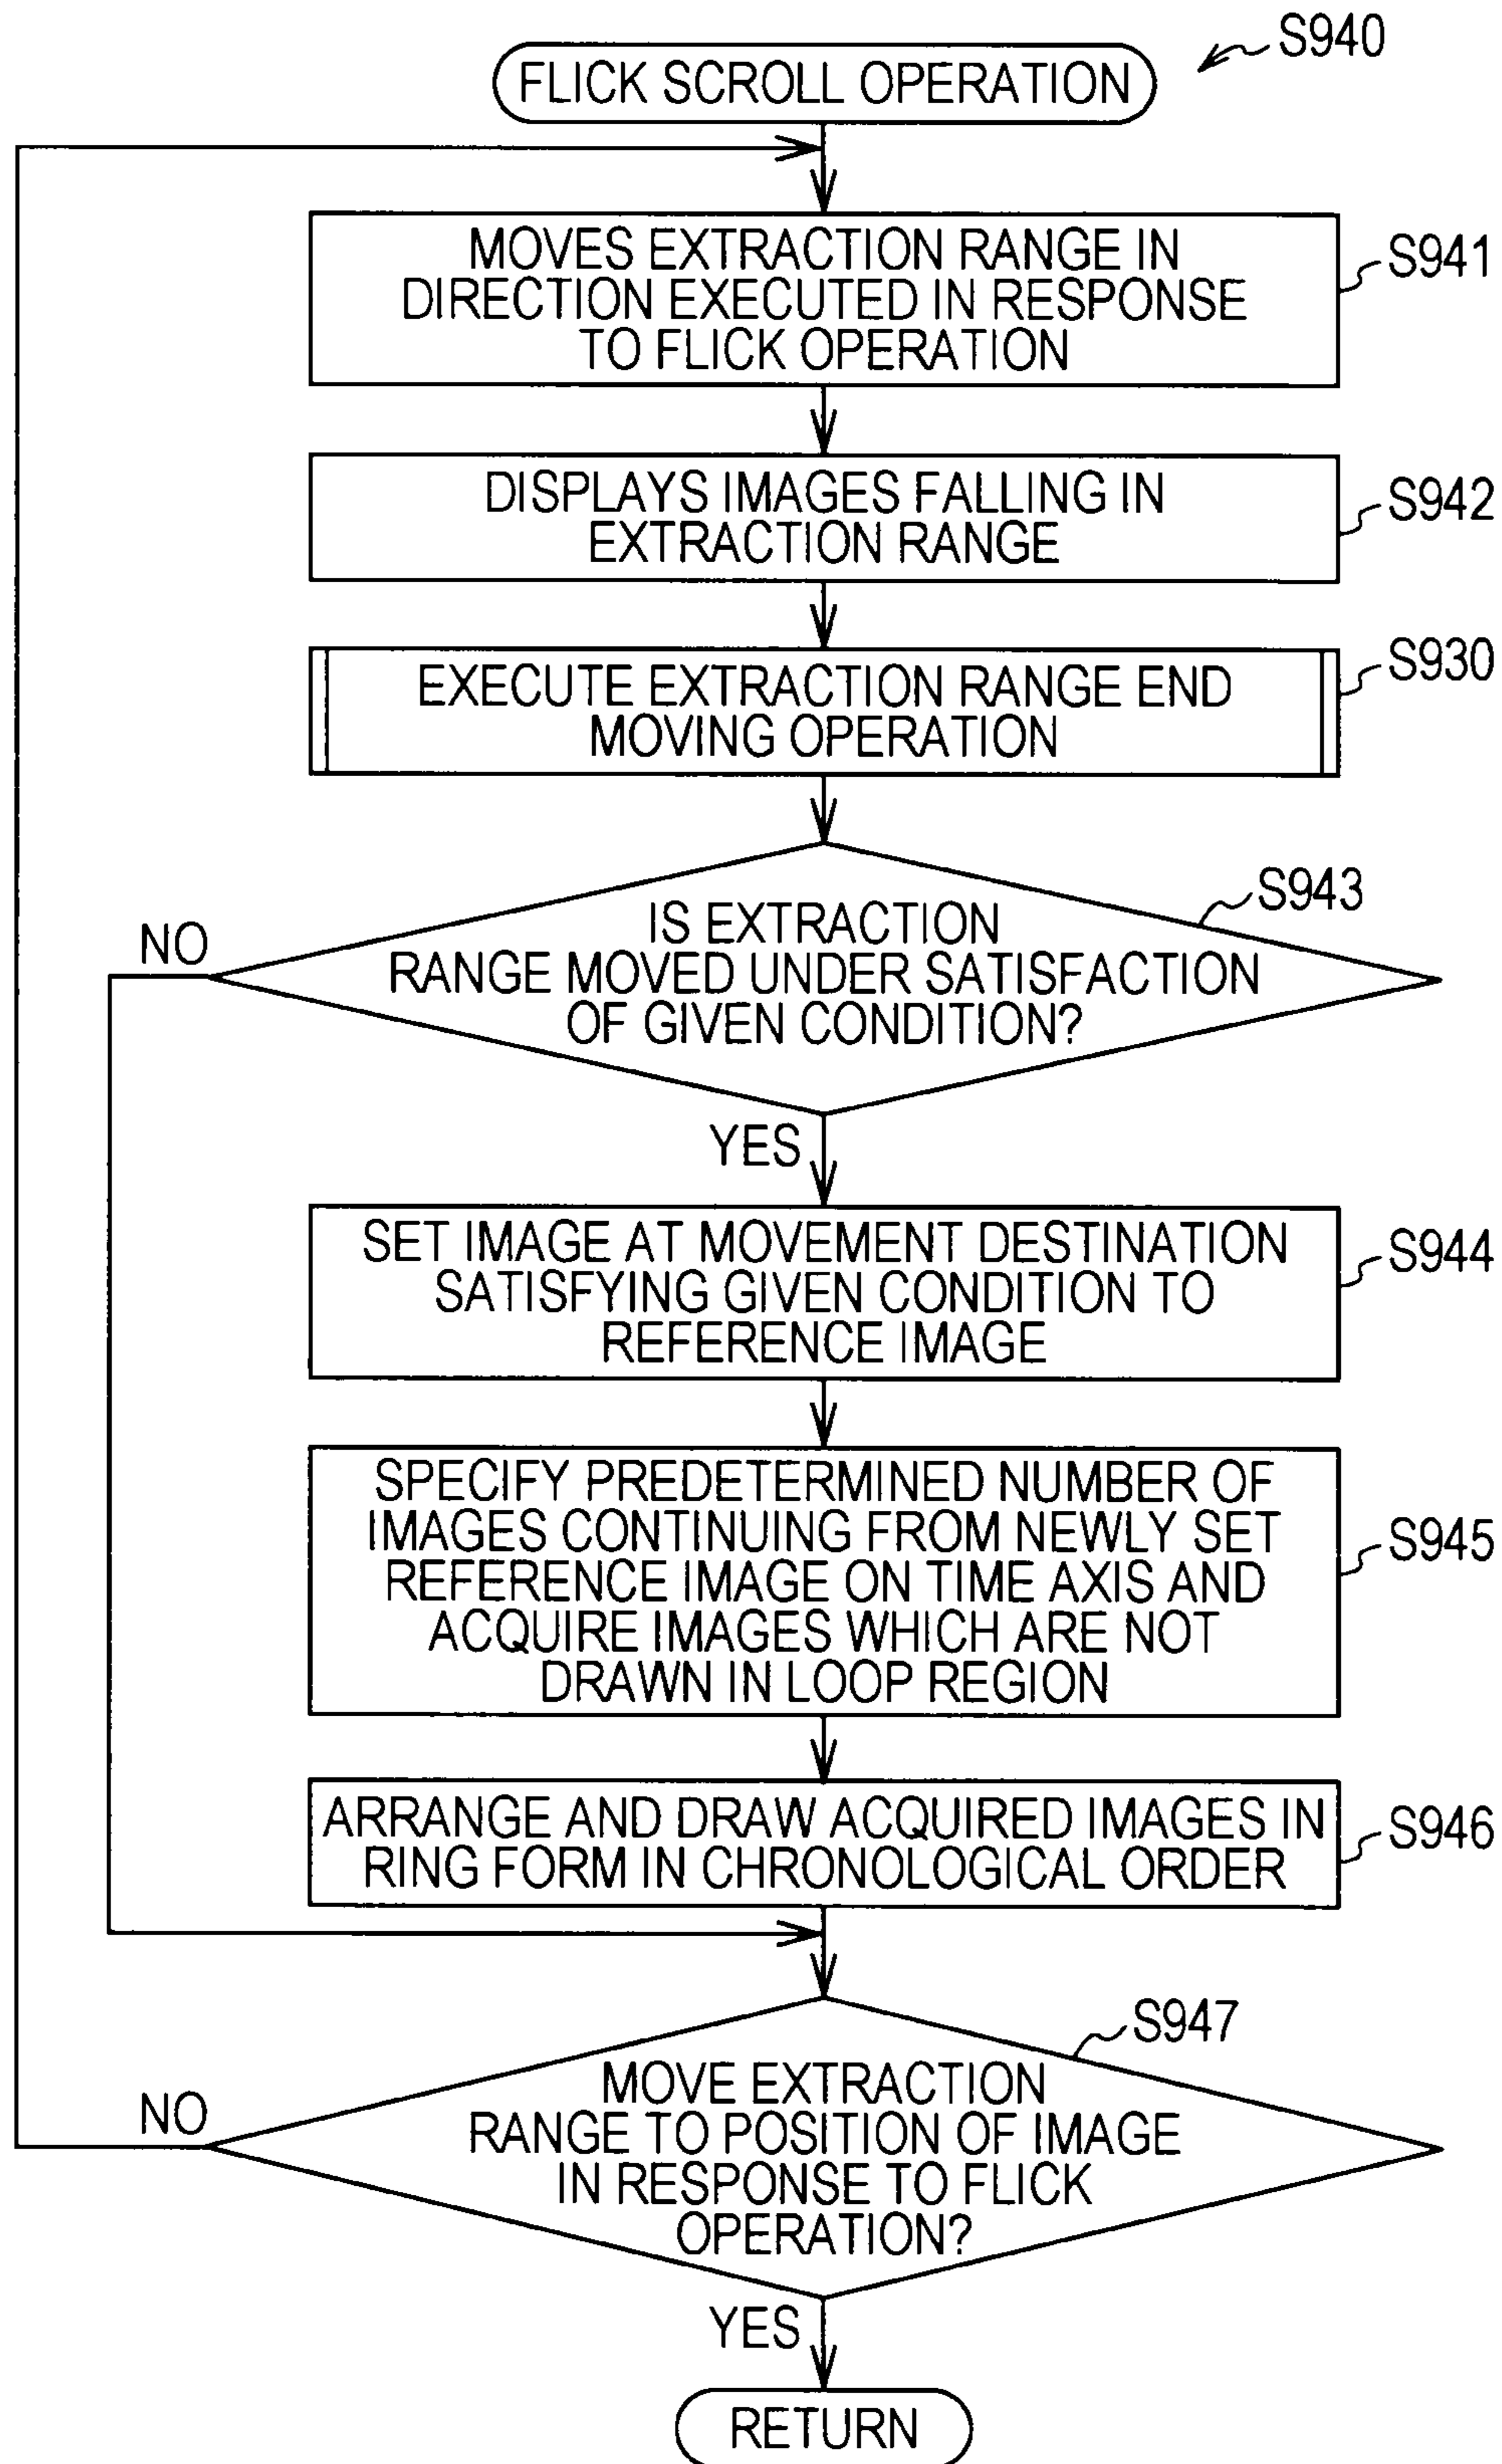 S940
FLICK SCROLL OPERATION
MOVES EXTRACTION RANGE IN
DIRECTION EXECUTED IN RESPONSE
TO FLICK OPERATION
S941
DISPLAYS IMAGES FALLING IN
EXTRACTION RANGE
S942
EXECUTE EXTRACTION RANGE END
MOVING OPERATION
S930
IS EXTRACTION
RANGE MOVED UNDER SATISFACTION
OF GIVEN CONDITION?
S943
NO
YES
SET IMAGE AT MOVEMENT DESTINATION
SATISFYING GIVEN CONDITION TO
REFERENCE IMAGE
S944
SPECIFY PREDETERMINED NUMBER OF
IMAGES CONTINUING FROM NEWLY SET
REFERENCE IMAGE ON TIME AXIS AND
ACQUIRE IMAGES WHICH ARE NOT
DRAWN IN LOOP REGION
S945
ARRANGE AND DRAW ACQUIRED IMAGES IN
RING FORM IN CHRONOLOGICAL ORDER
S946
MOVE EXTRACTION
RANGE TO POSITION OF IMAGE
IN RESPONSE TO FLICK
OPERATION?
S947
NO
YES
RETURN